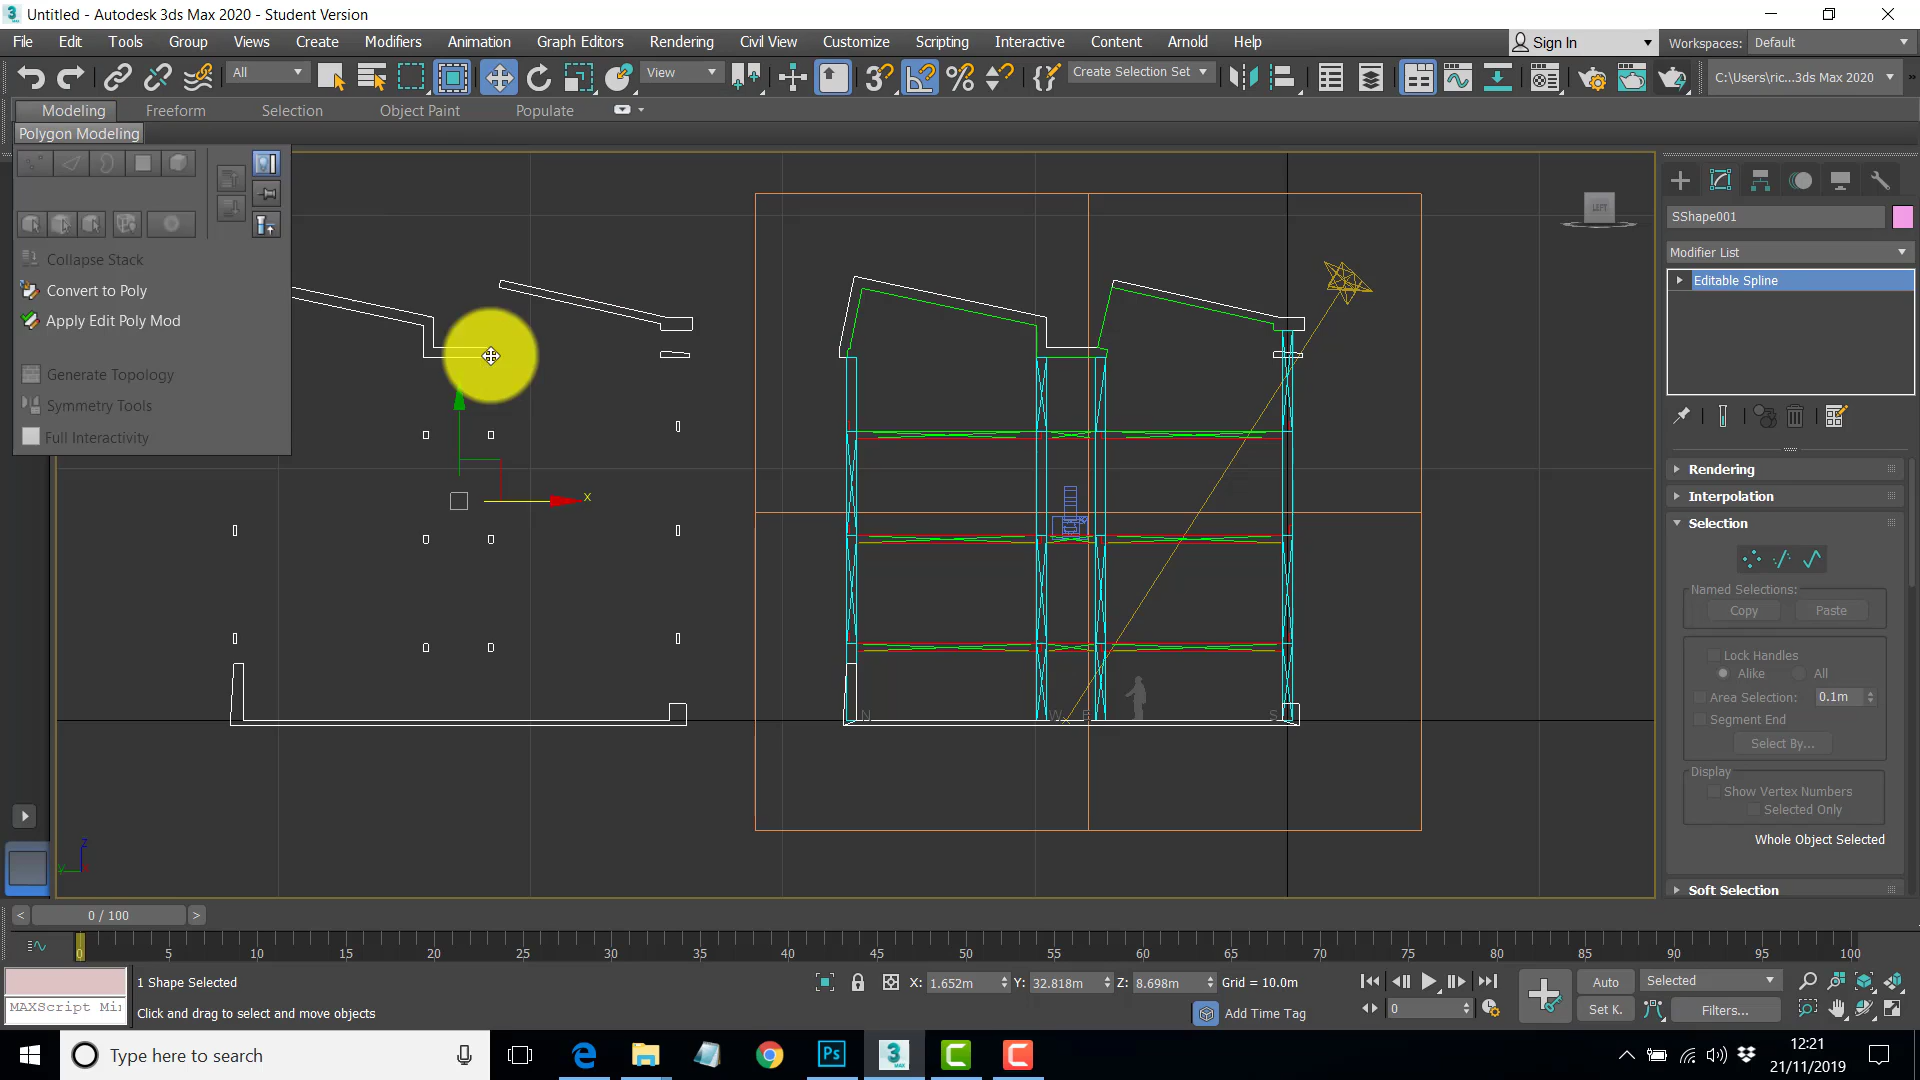 Untitled - Autodesk 3ds Max 2020 - Student Version
File Edit Tools Group Views Create Modifiers Animation Graph Editors Rendering Civil View Customize Scripting Interactive Content Arnold Help
Sign In
Workspaces: Default
All
View
Create Selection Set
C:\Users\ric...3ds Max 2020
Modeling Freeform Selection Object Paint Populate
Polygon Modeling
Collapse Stack
Convert to Poly
Apply Edit Poly Mod
Generate Topology
Symmetry Tools
Full Interactivity
LEFT
x
N
W
E
S
z
y
x
SShape001
Modifier List
Editable Spline
Rendering
Interpolation
Selection
Named Selections:
Copy Paste
Lock Handles
Alike All
Area Selection: 0.1m
Segment End
Select By...
Display
Show Vertex Numbers
Selected Only
Whole Object Selected
Soft Selection
< 0 / 100 >
0 5 10 15 20 25 30 35 40 45 50 55 60 65 70 75 80 85 90 95 100
1 Shape Selected
X: 1.652m Y: 32.818m Z: 8.698m Grid = 10.0m
Auto Selected
MAXScript Mi
Click and drag to select and move objects
Add Time Tag
0
Set K. Filters...
Type here to search
Ps
3
MAX
C
C
12:21
21/11/2019